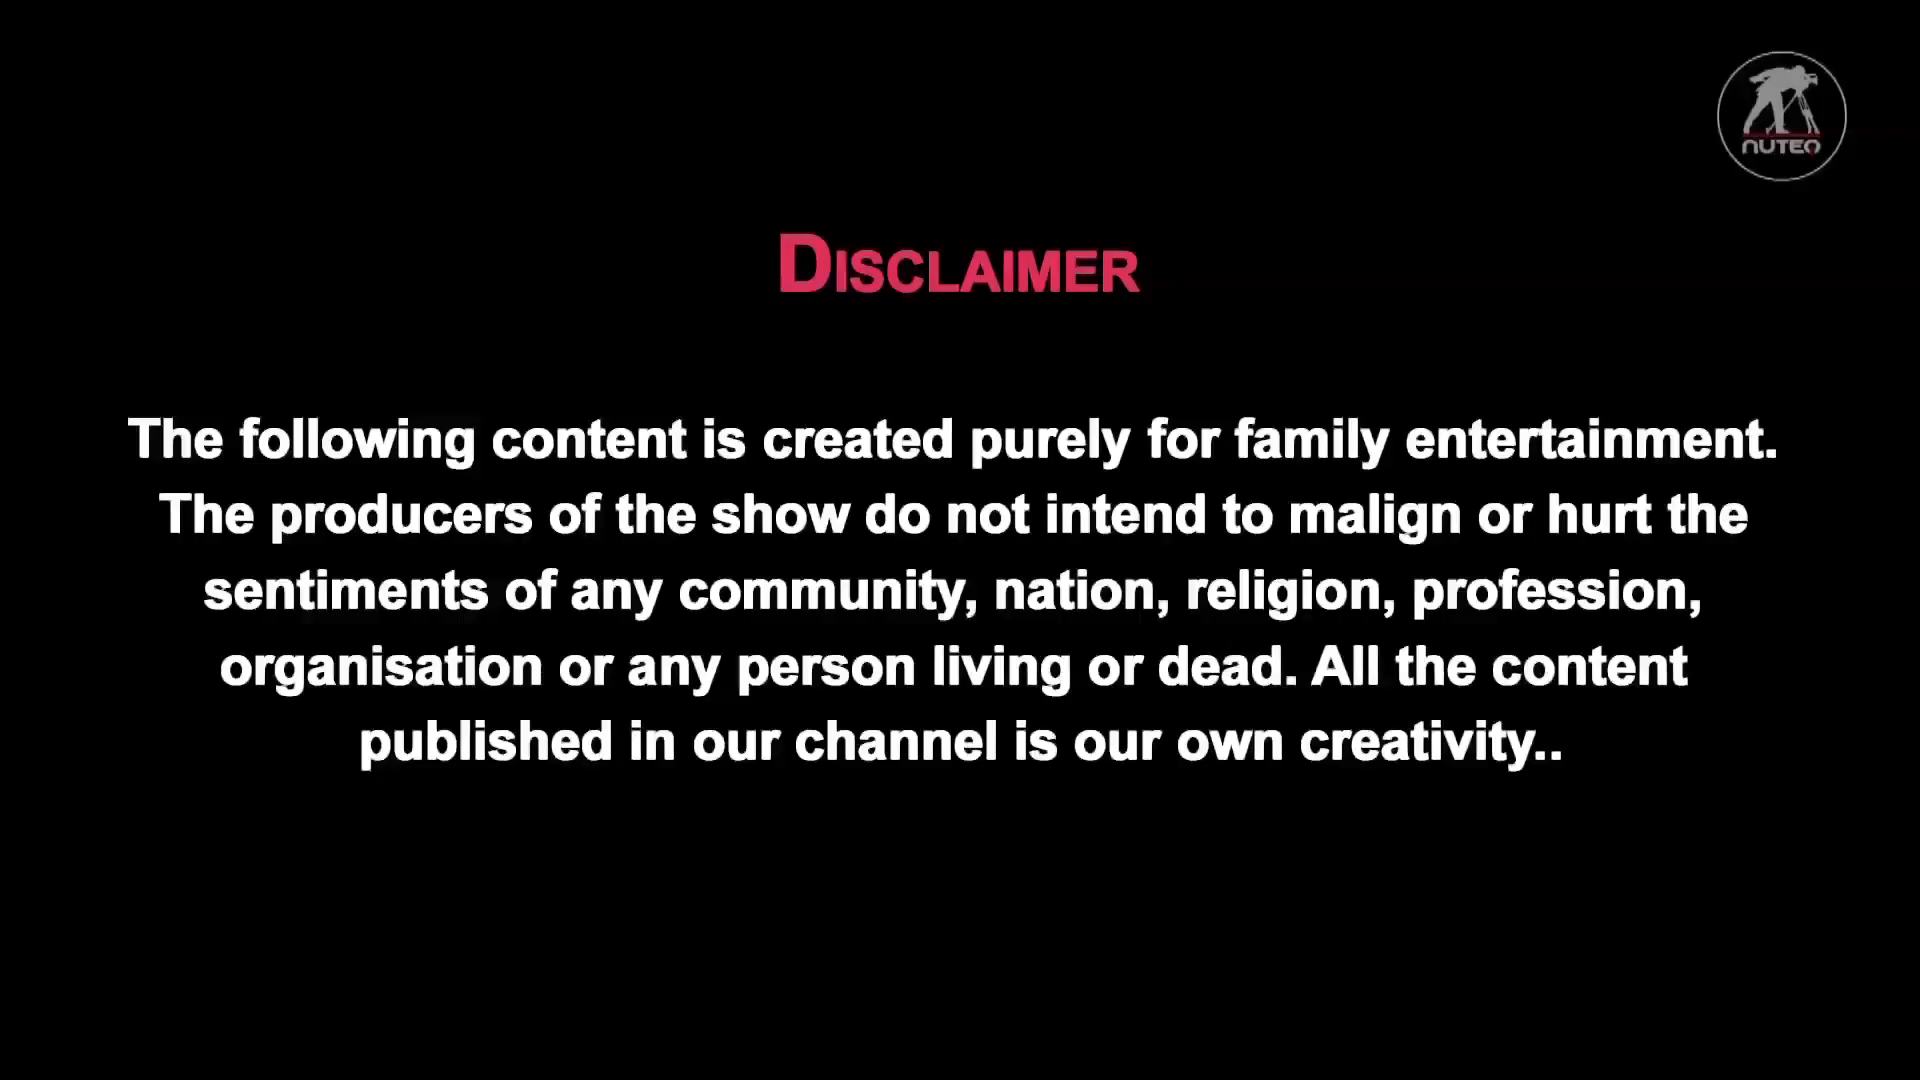 NUTEQ
DISCLAIMER
The following content is created purely for family entertainment.
The producers of the show do not intend to malign or hurt the
sentiments of any community, nation, religion, profession,
organisation or any person living or dead. All the content
published in our channel is our own creativity..